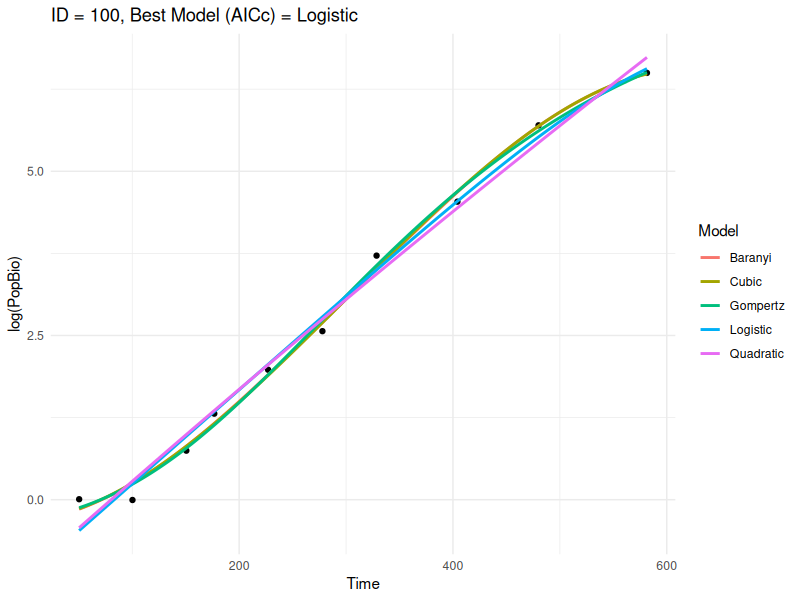 ID = 100, Best Model (AICc) = Logistic
log(PopBio)
5.0
2.5
0.0
200
400
600
Time
Model
Baranyi
Cubic
Gompertz
Logistic
Quadratic